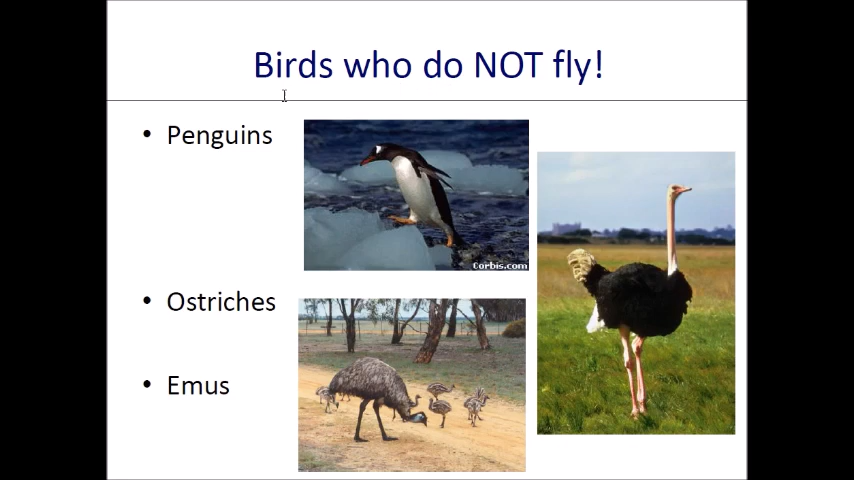 Birds who do NOT fly!
• Penguins
Corbis.com
• Ostriches
• Emus